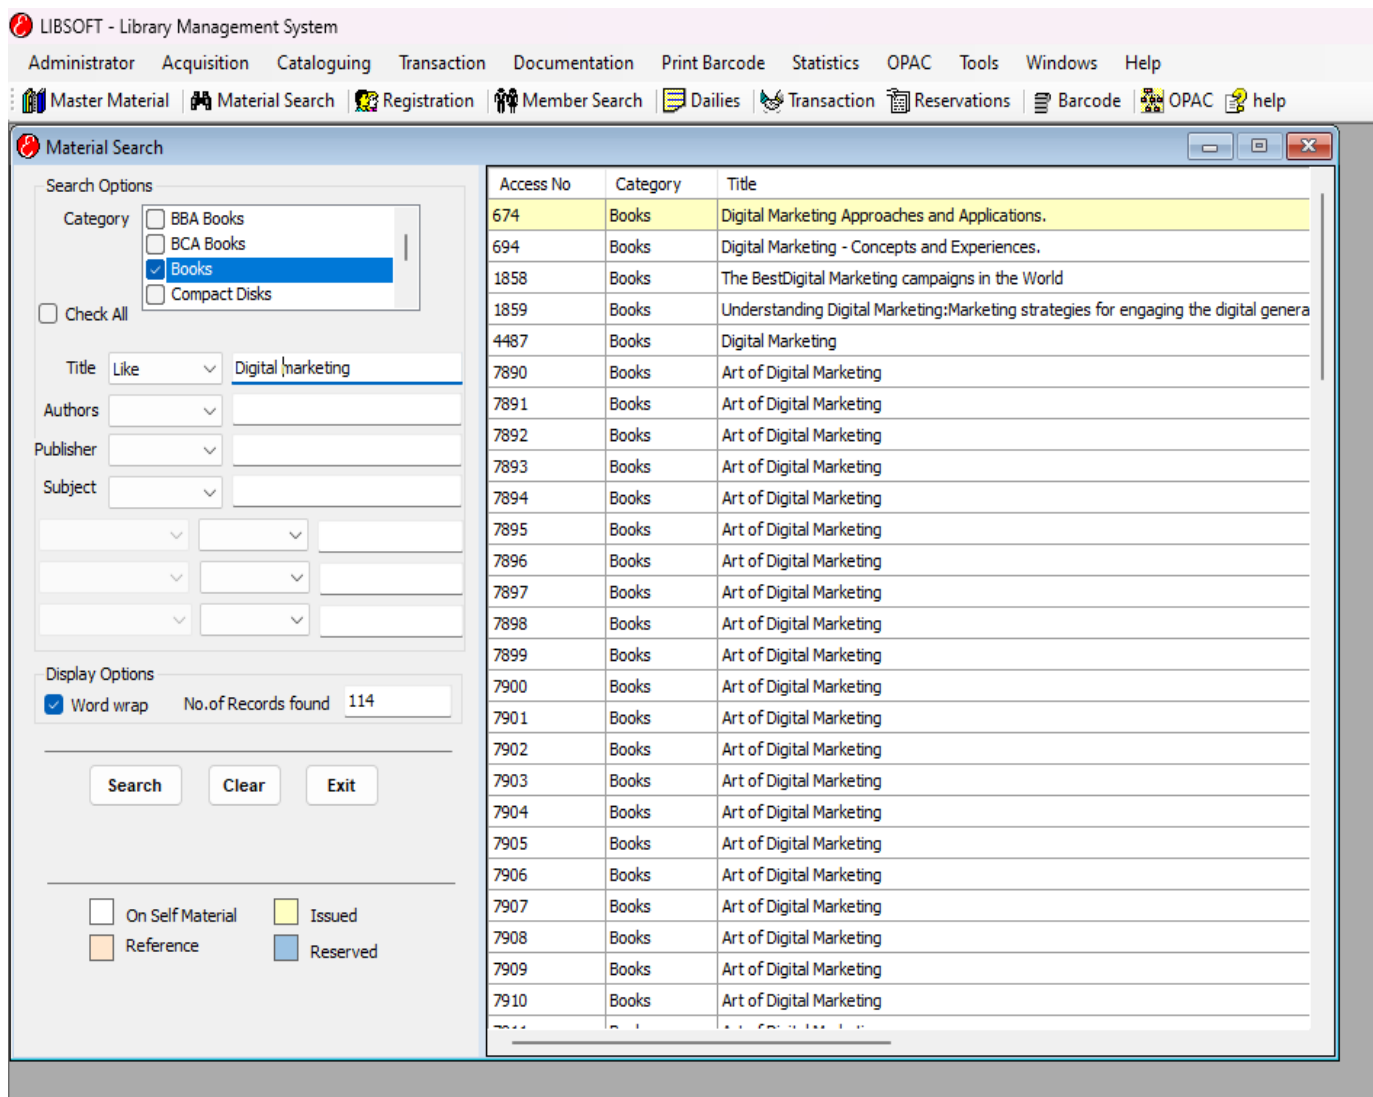 LIBSOFT - Library Management System
Administrator Acquisition Cataloguing Transaction Documentation Print Barcode Statistics OPAC Tools Windows Help
Master Material Material Search Registration Member Search Dailies Transaction Reservations Barcode OPAC help
Material Search
Search Options
Category
BBA Books
BCA Books
Books
Compact Disks
Check All
Title Like Digital marketing
Authors
Publisher
Subject
Display Options
Word wrap No.of Records found 114
Search Clear Exit
On Self Material Issued
Reference Reserved
Access No Category Title
674 Books Digital Marketing Approaches and Applications.
694 Books Digital Marketing - Concepts and Experiences.
1858 Books The BestDigital Marketing campaigns in the World
1859 Books Understanding Digital Marketing:Marketing strategies for engaging the digital genera
4487 Books Digital Marketing
7890 Books Art of Digital Marketing
7891 Books Art of Digital Marketing
7892 Books Art of Digital Marketing
7893 Books Art of Digital Marketing
7894 Books Art of Digital Marketing
7895 Books Art of Digital Marketing
7896 Books Art of Digital Marketing
7897 Books Art of Digital Marketing
7898 Books Art of Digital Marketing
7899 Books Art of Digital Marketing
7900 Books Art of Digital Marketing
7901 Books Art of Digital Marketing
7902 Books Art of Digital Marketing
7903 Books Art of Digital Marketing
7904 Books Art of Digital Marketing
7905 Books Art of Digital Marketing
7906 Books Art of Digital Marketing
7907 Books Art of Digital Marketing
7908 Books Art of Digital Marketing
7909 Books Art of Digital Marketing
7910 Books Art of Digital Marketing